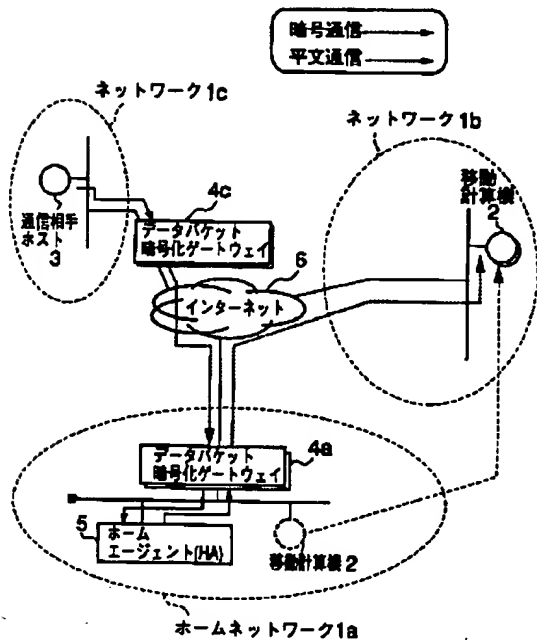 暗号通信
平文通信
ネットワーク1c
ネットワーク1b
通信相手
ホスト
3
4c
データパケット
暗号化ゲートウェイ
移動
計算機
2
6
インターネット
データパケット
暗号化ゲートウェイ
4a
5
ホーム
エージェント(HA)
移動計算機2
ホームネットワーク1a